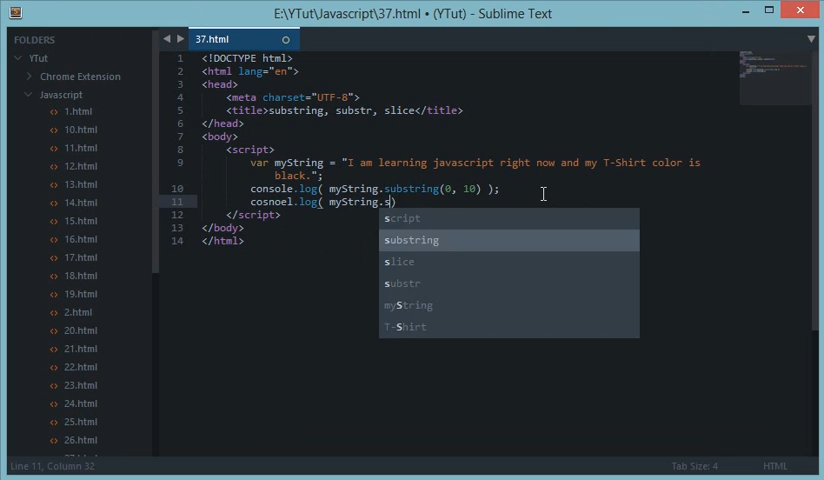 E:\YTut\Javascript\37.html • (YTut) - Sublime Text
FOLDERS
YTut
Chrome Extension
Javascript
1.html
10.html
11.html
12.html
13.html
14.html
15.html
16.html
17.html
18.html
19.html
2.html
20.html
21.html
22.html
23.html
24.html
25.html
26.html
37.html
1 <!DOCTYPE html>
2 <html lang="en">
3 <head>
4 <meta charset="UTF-8">
5 <title>substring, substr, slice</title>
6 </head>
7 <body>
8 <script>
9 var myString = "I am learning javascript right now and my T-Shirt color is
black.";
10 console.log( myString.substring(0, 10) );
11 cosnoel.log( myString.s)
12 </script>
13 </body>
14 </html>
script
substring
slice
substr
myString
T-Shirt
Line 11, Column 32
Tab Size: 4
HTML